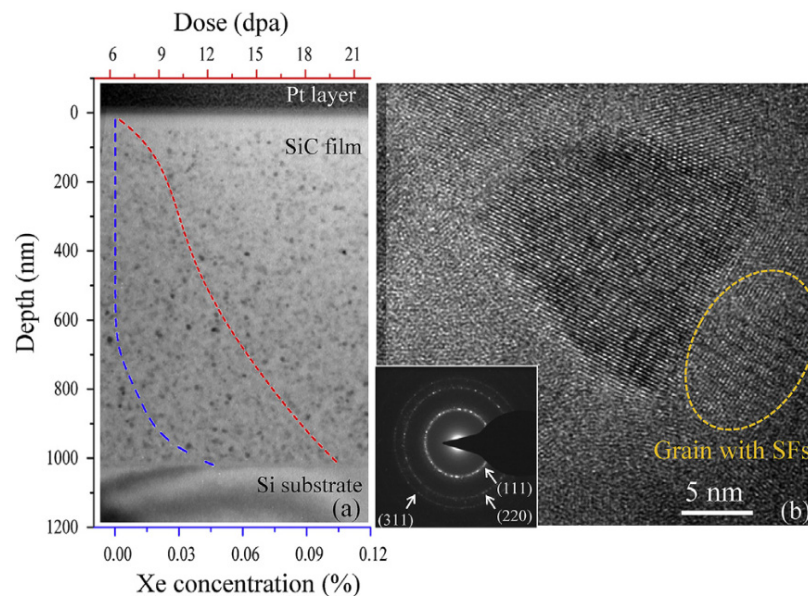 Dose (dpa)
6 9 12 15 18 21
Pt layer
SiC film
Depth (nm)
0
200
400
600
800
1000
1200
Si substrate
(a)
0.00 0.03 0.06 0.09 0.12
Xe concentration (%)
Grain with SFs
(111)
(311)
(220)
5 nm
(b)